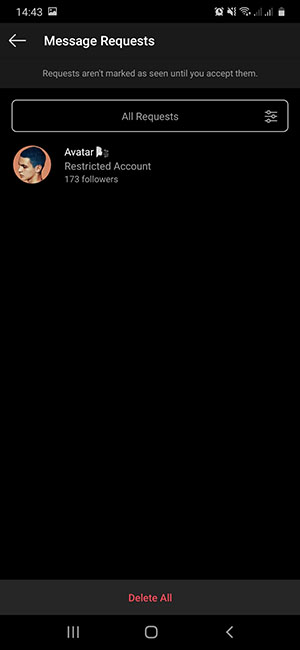 14:43
Message Requests
Requests aren't marked as seen until you accept them.
All Requests
Avatar
Restricted Account
173 followers
Delete All